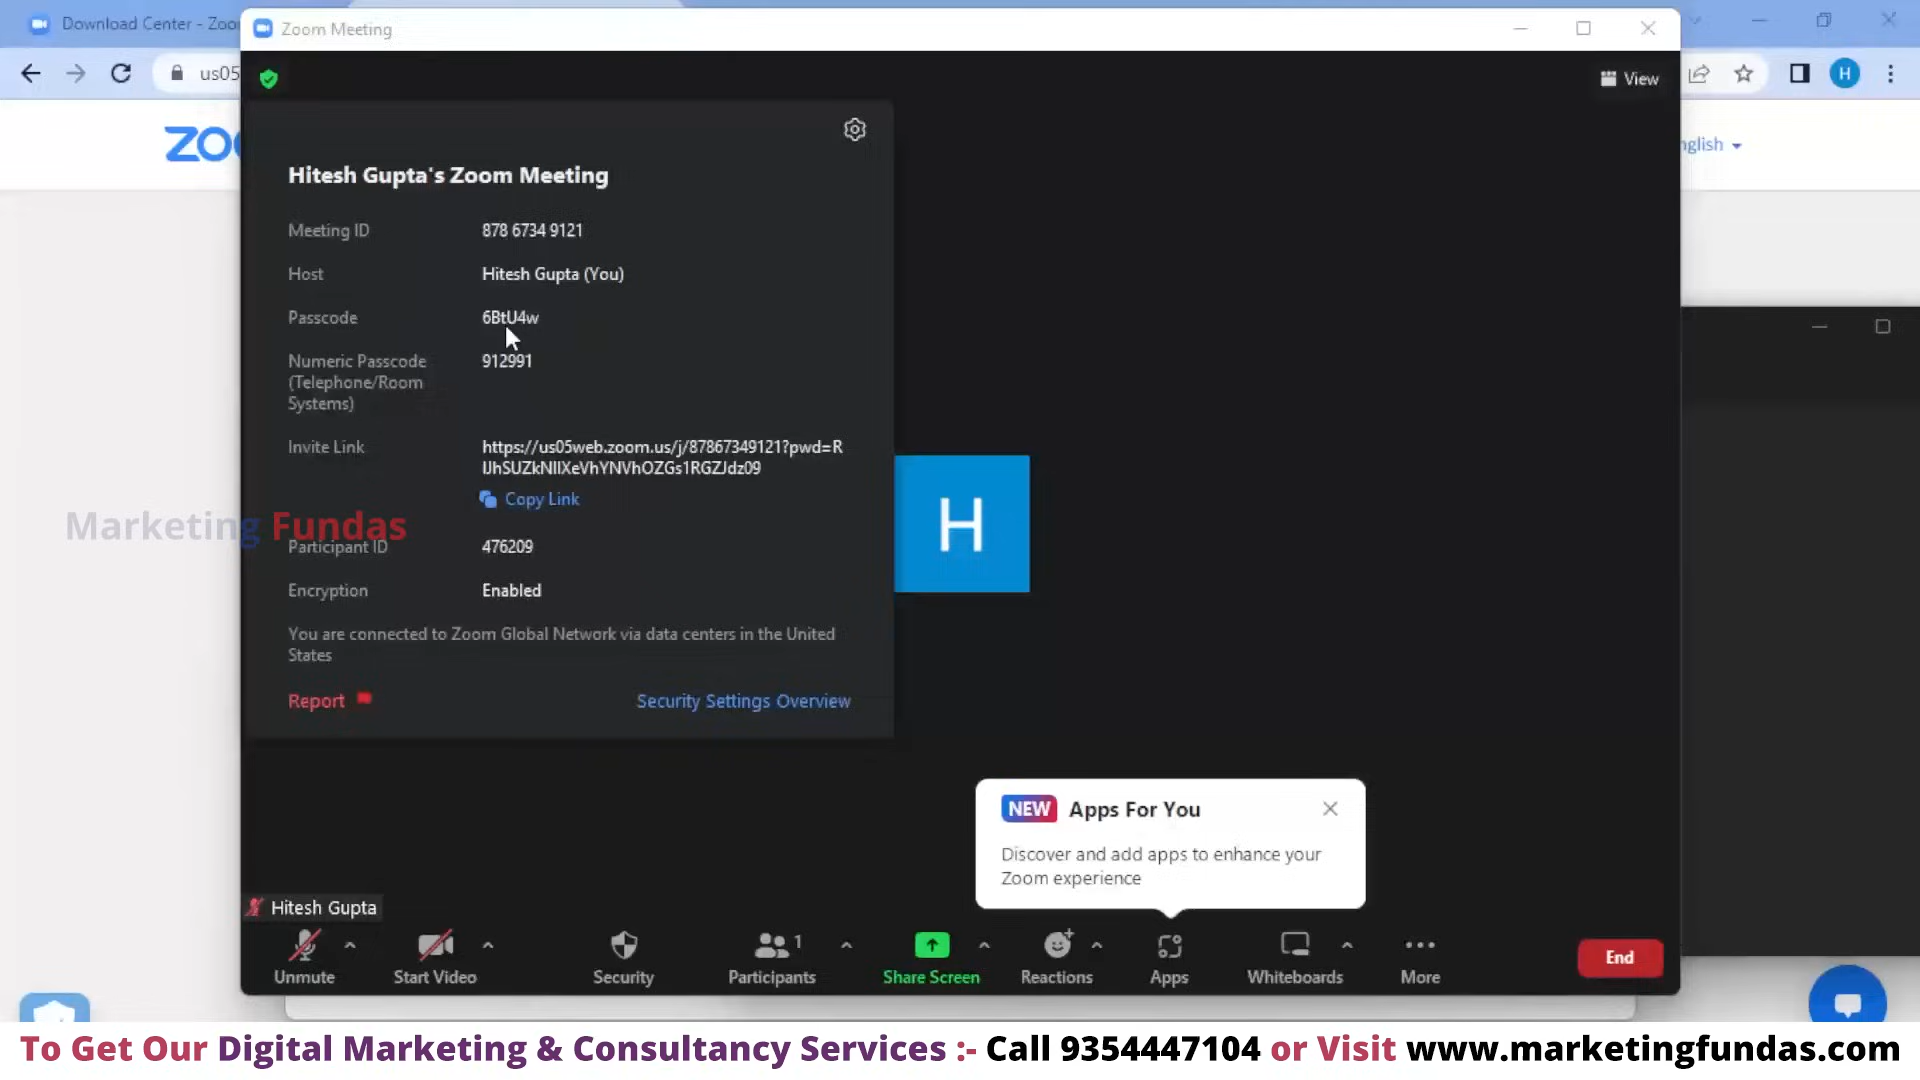 Download Center - Zoo
Zoom Meeting
us05
View
H
ZOO
nglish
Hitesh Gupta's Zoom Meeting
Meeting ID 878 6734 9121
Host Hitesh Gupta (You)
Passcode 6BtU4w
Numeric Passcode 912991
(Telephone/Room
Systems)
Invite Link https://us05web.zoom.us/j/87867349121?pwd=R
Copy Link
H
Marketing Fundas
Participant ID 476209
Encryption Enabled
You are connected to Zoom Global Network via data centers in the United
States
Report Security Settings Overview
NEW Apps For You
Discover and add apps to enhance your
Zoom experience
Hitesh Gupta
1
Unmute Start Video Security Participants Share Screen Reactions Apps Whiteboards More End
To Get Our Digital Marketing & Consultancy Services :- Call 9354447104 or Visit www.marketingfundas.com